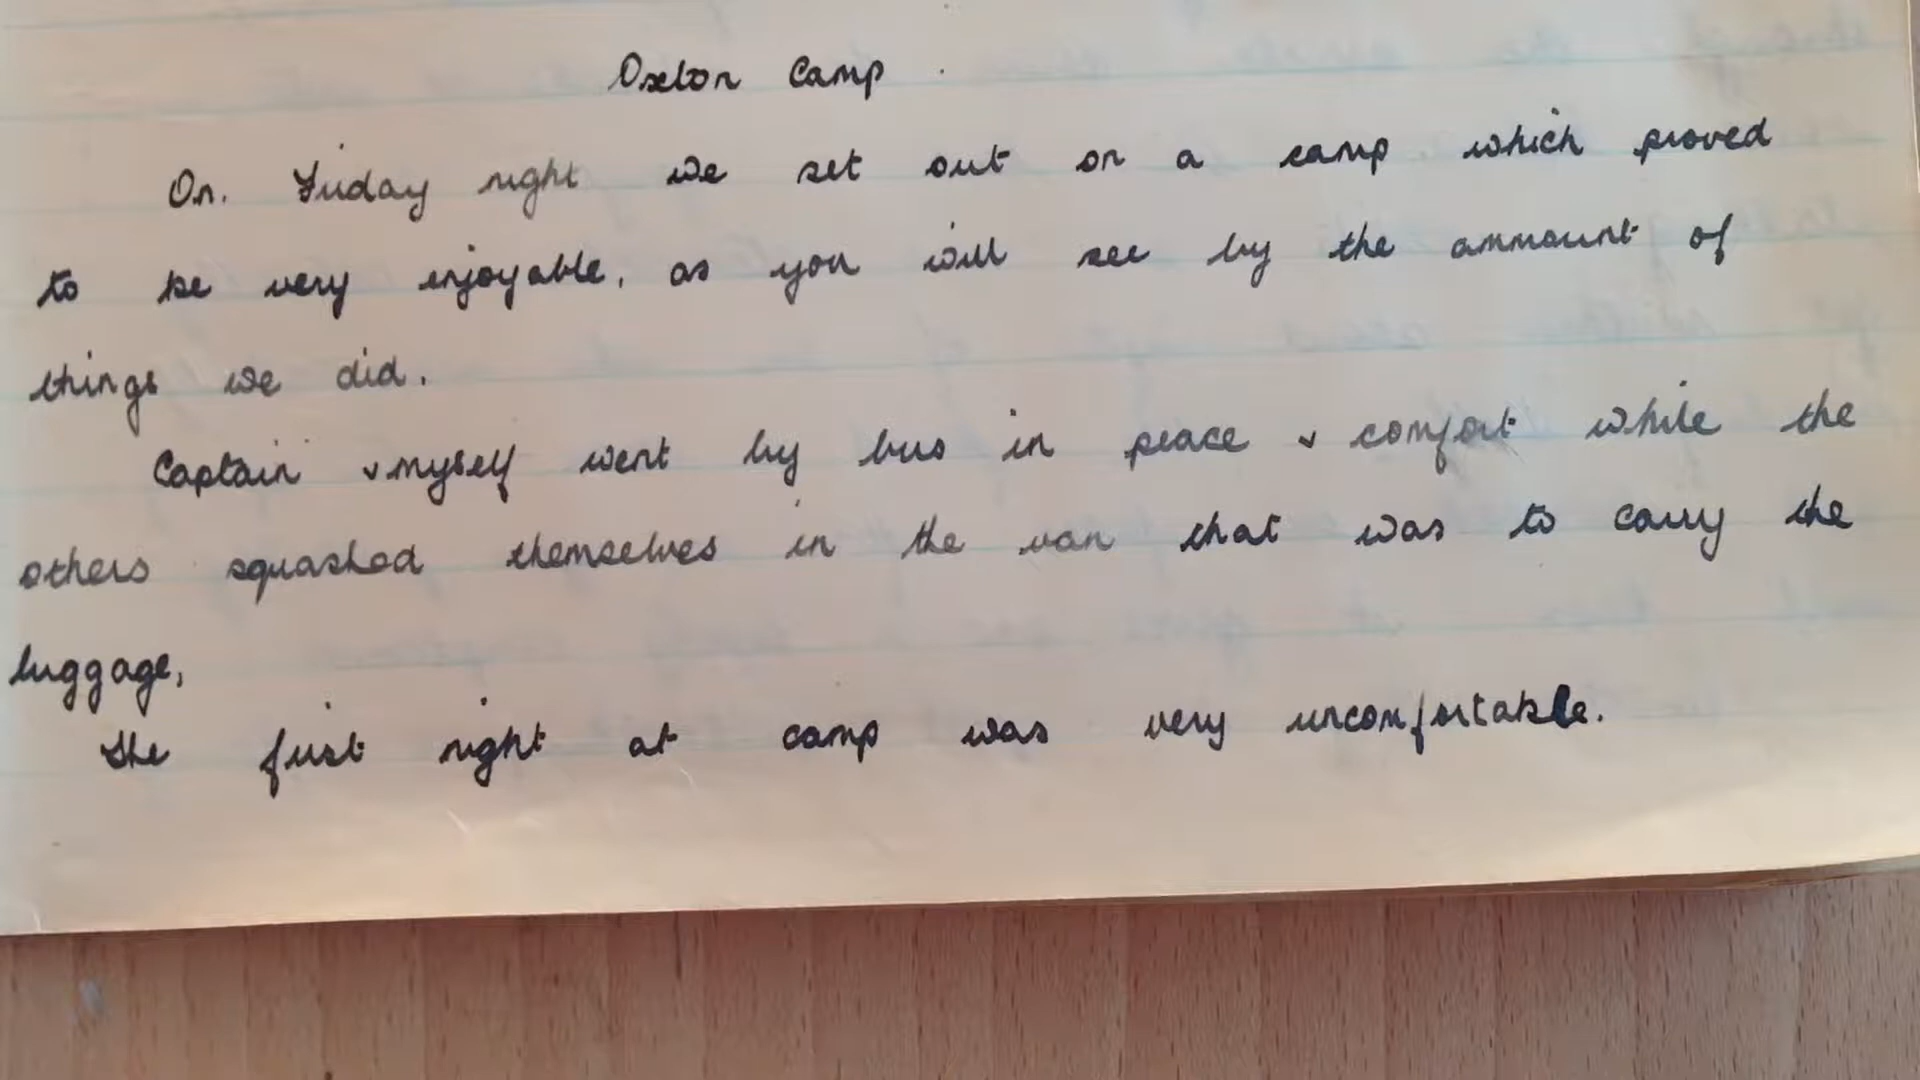 Oxton Camp
On. Friday night we set out on a camp which proved
to be very enjoyable, as you will see by the ammount of
things we did.
Captain & myself went by bus in peace & comfort while the
others squashed themselves in the van that was to carry the
luggage,
The first night at camp was very uncomfortable.